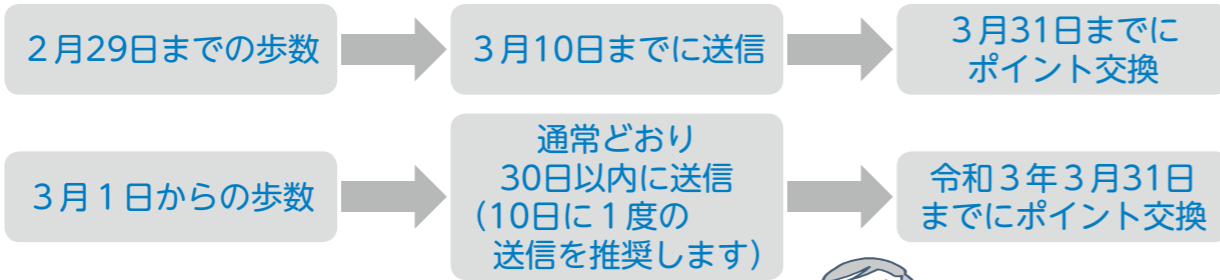 ２月29日までの歩数
３月10日までに送信
３月31日までに
ポイント交換
３月１日からの歩数
通常どおり
30日以内に送信
(10日に１度の
送信を推奨します)
令和３年３月31日
までにポイント交換